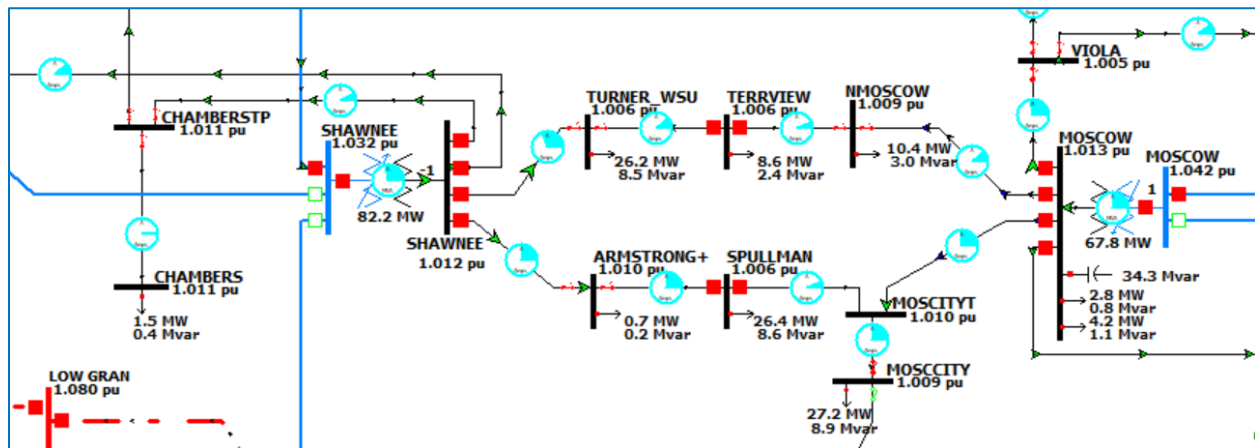 VIOLA
1.005 pu
CHAMBERSTP
1.011 pu
SHAWNEE
1.032 pu
-1
82.2 MW
SHAWNEE
1.012 pu
TURNER_WSU
1.006 pu
26.2 MW
8.5 Mvar
TERRVIEW
1.006 pu
8.6 MW
2.4 Mvar
NMOSCOW
1.009 pu
10.4 MW
3.0 Mvar
MOSCOW
1.013 pu
MOSCOW
1.042 pu
1
67.8 MW
34.3 Mvar
2.8 MW
0.8 Mvar
4.2 MW
1.1 Mvar
CHAMBERS
1.011 pu
1.5 MW
0.4 Mvar
ARMSTRONG+
1.010 pu
0.7 MW
0.2 Mvar
SPULLMAN
1.006 pu
26.4 MW
8.6 Mvar
MOSCITYT
1.010 pu
MOSCCITY
1.009 pu
27.2 MW
8.9 Mvar
LOW GRAN
1.080 pu